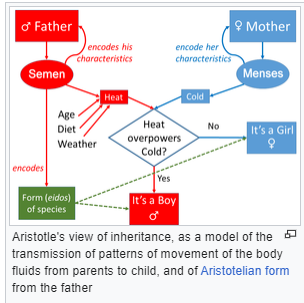 ♂ Father
♀ Mother
encodes his
characteristics
encode her
characteristics
Semen
Menses
Heat
Cold
Age
Diet
Weather
Heat
overpowers
Cold?
No
It's a Girl
♀
Yes
encodes
Form (eidos)
of species
It's a Boy
♂
Aristotle's view of inheritance, as a model of the
transmission of patterns of movement of the body
fluids from parents to child, and of Aristotelian form
from the father